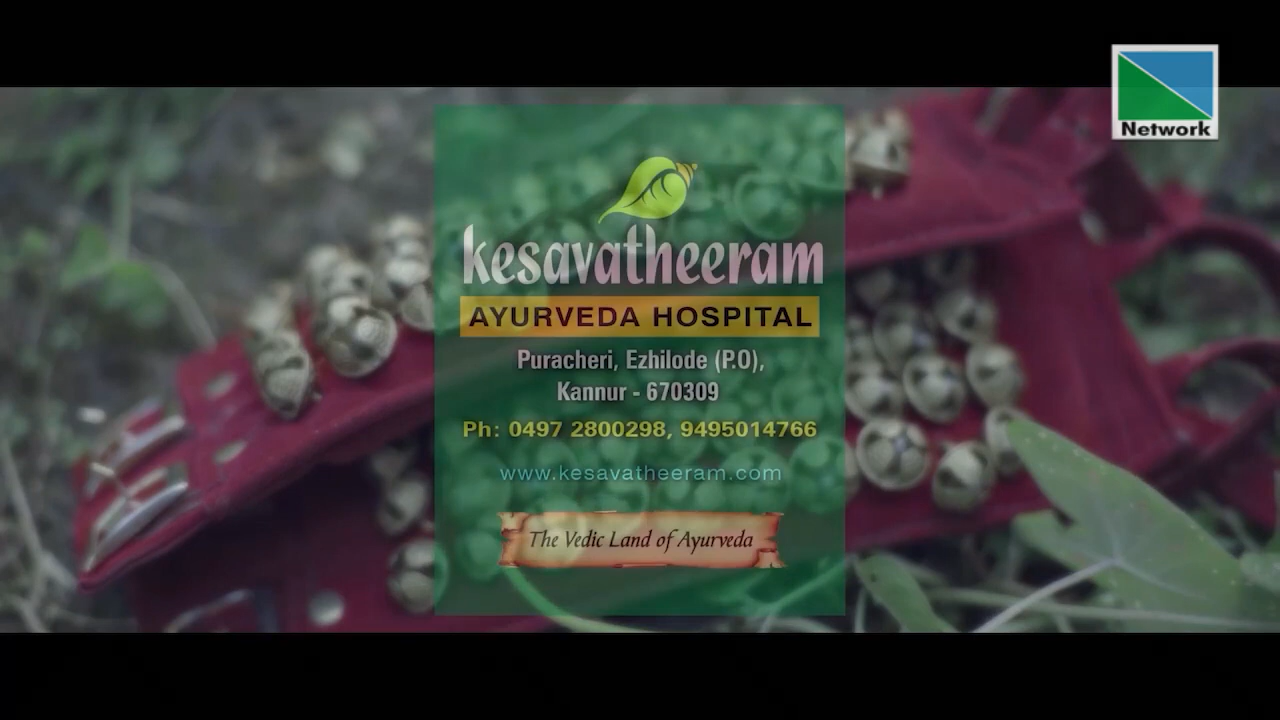 Network
kesavatheeram
AYURVEDA HOSPITAL
Puracheri, Ezhilode (P.O),
Kannur - 670309
Ph: 0497 2800298, 9495014766
www.kesavatheeram.com
The Vedic Land of Ayurveda